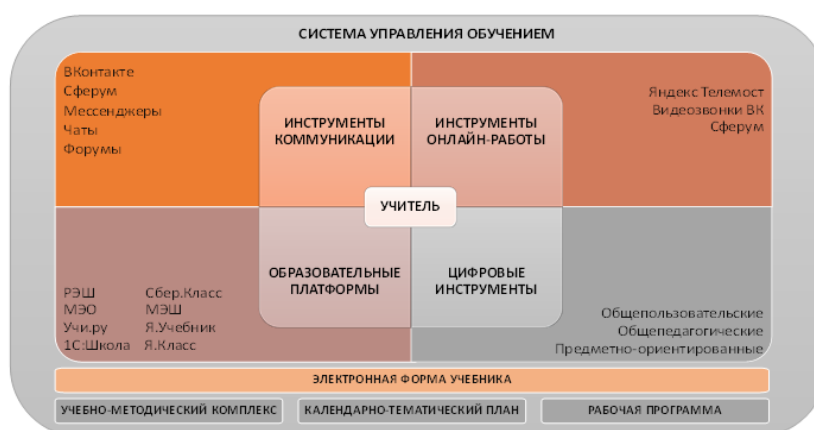 СИСТЕМА УПРАВЛЕНИЯ ОБУЧЕНИЕМ
ВКонтакте
Сферум
Мессенджеры
Чаты
Форумы
ИНСТРУМЕНТЫ
КОММУНИКАЦИИ
ИНСТРУМЕНТЫ
ОНЛАЙН-РАБОТЫ
Яндекс Телемост
Видеозвонки ВК
Сферум
УЧИТЕЛЬ
ОБРАЗОВАТЕЛЬНЫЕ
ПЛАТФОРМЫ
ЦИФРОВЫЕ
ИНСТРУМЕНТЫ
РЭШ Сбер.Класс
МЭО МЭШ
Учи.ру Я.Учебник
1С:Школа Я.Класс
Общепользовательские
Общепедагогические
Предметно-ориентированные
ЭЛЕКТРОННАЯ ФОРМА УЧЕБНИКА
УЧЕБНО-МЕТОДИЧЕСКИЙ КОМПЛЕКС КАЛЕНДАРНО-ТЕМАТИЧЕСКИЙ ПЛАН РАБОЧАЯ ПРОГРАММА